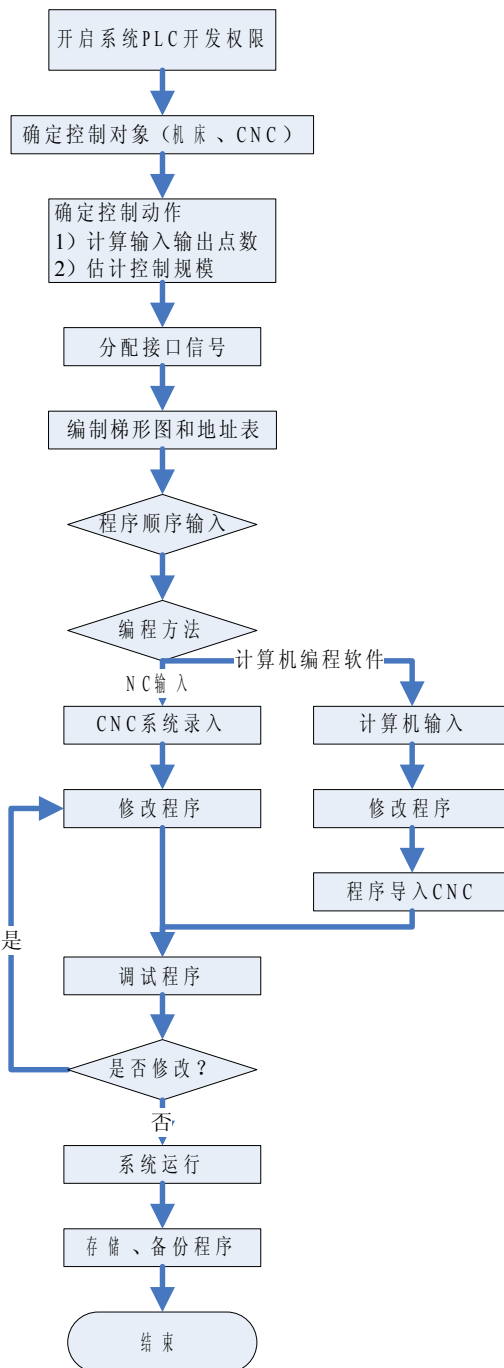 开启系统PLC开发权限
确定控制对象（机床、CNC）
确定控制动作
1）计算输入输出点数
2）估计控制规模
分配接口信号
编制梯形图和地址表
程序顺序输入
编程方法
计算机编程软件
NC输入
CNC系统录入
计算机输入
修改程序
修改程序
程序导入CNC
是
调试程序
是否修改？
否
系统运行
存储、备份程序
结束